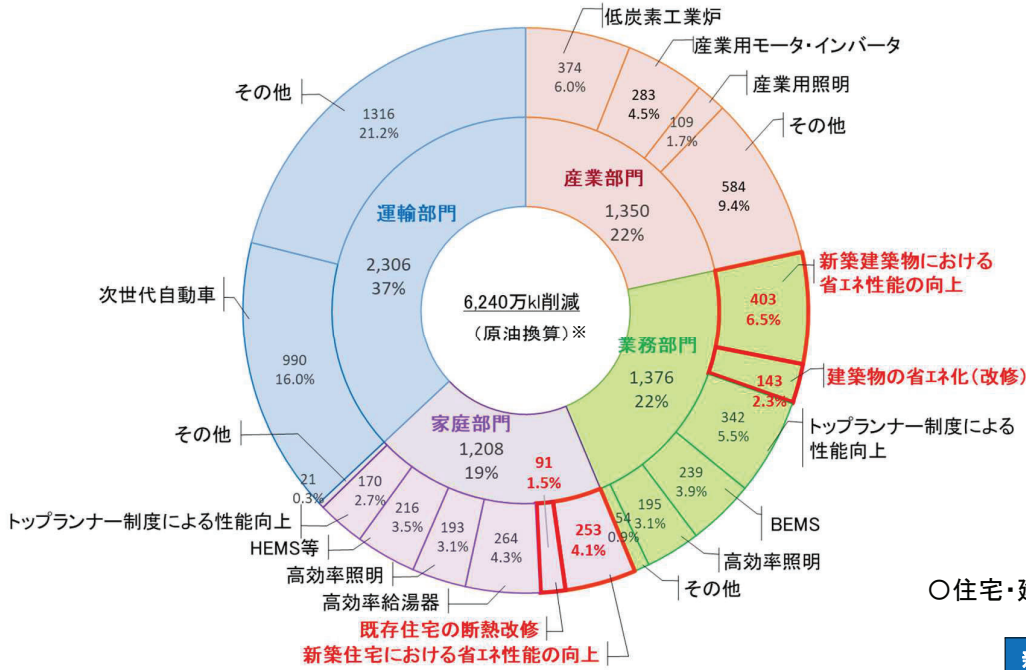 低炭素工業炉
374
6.0%
産業用モータ・インバータ
283
4.5%
産業用照明
109
1.7%
その他
584
9.4%
産業部門
1,350
22%
新築建築物における
省エネ性能の向上
403
6.5%
建築物の省エネ化(改修)
143
2.3%
トップランナー制度による
性能向上
342
5.5%
BEMS
239
3.9%
高効率照明
195
3.1%
その他
54
0.9%
業務部門
1,376
22%
新築住宅における省エネ性能の向上
253
4.1%
既存住宅の断熱改修
91
1.5%
高効率給湯器
264
4.3%
高効率照明
193
3.1%
HEMS等
216
3.5%
トップランナー制度による性能向上
170
2.7%
その他
21
0.3%
家庭部門
1,208
19%
次世代自動車
990
16.0%
その他
1316
21.2%
運輸部門
2,306
37%
6,240万kl削減
(原油換算)※
○住宅・